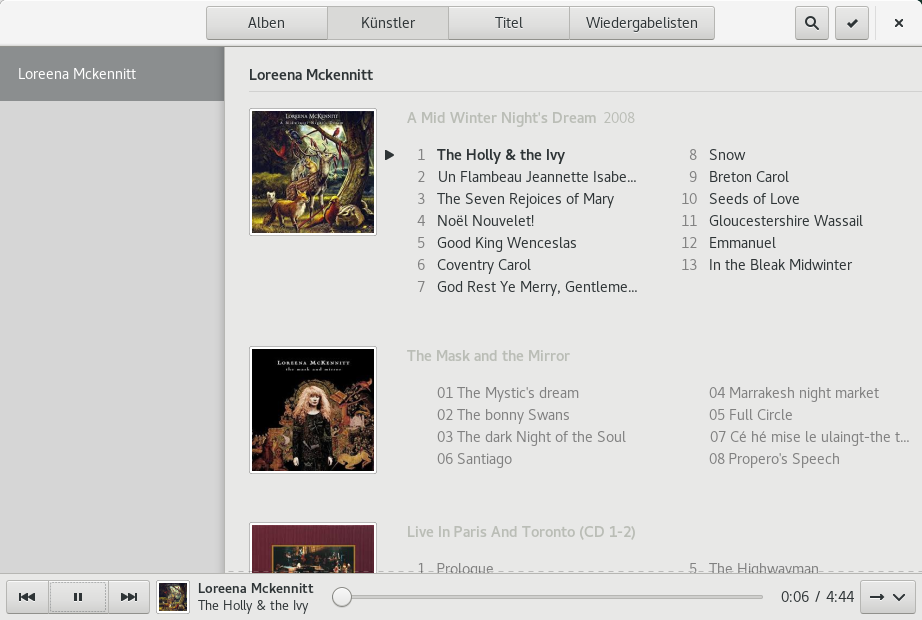 Alben Künstler Titel Wiedergabelisten
Loreena Mckennitt
Loreena Mckennitt
A Mid Winter Night's Dream 2008
1 The Holly & the Ivy
2 Un Flambeau Jeannette Isabe...
3 The Seven Rejoices of Mary
4 Noël Nouvelet!
5 Good King Wenceslas
6 Coventry Carol
7 God Rest Ye Merry, Gentleme...
8 Snow
9 Breton Carol
10 Seeds of Love
11 Gloucestershire Wassail
12 Emmanuel
13 In the Bleak Midwinter
LOREENA MCKENNITT
A Mid Winter Night's Dream
The Mask and the Mirror
01 The Mystic's dream
02 The bonny Swans
03 The dark Night of the Soul
06 Santiago
04 Marrakesh night market
05 Full Circle
07 Cé hé mise le ulaingt-the t...
08 Propero's Speech
LOREENA MCKENNITT
the mask and mirror
Live In Paris And Toronto (CD 1-2)
1 Prologue
5 The Highwayman
Loreena Mckennitt
The Holly & the Ivy
0:06 / 4:44